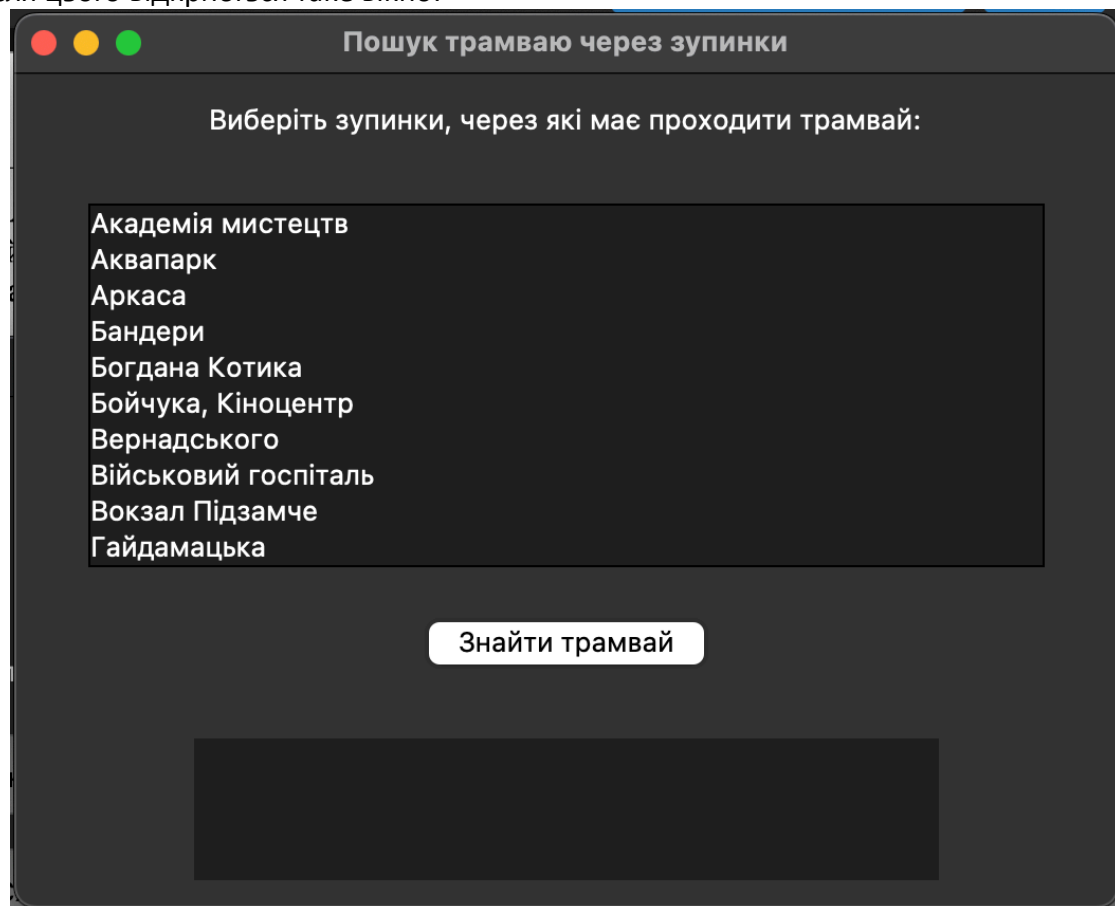 Пошук трамваю через зупинки
Виберіть зупинки, через які має проходити трамвай:
Академія мистецтв
Аквапарк
Аркаса
Бандери
Богдана Котика
Бойчука, Кіноцентр
Вернадського
Військовий госпіталь
Вокзал Підзамче
Гайдамацька
Знайти трамвай